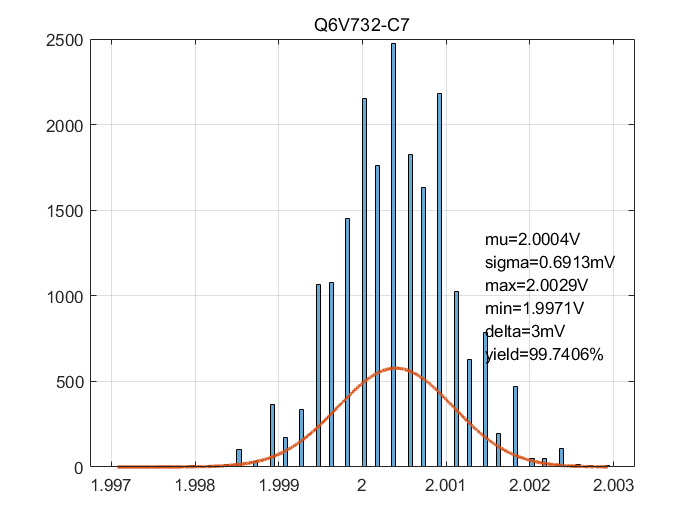 Q6V732-C7
2500
2000
1500
1000
500
0
mu=2.0004V
sigma=0.6913mV
max=2.0029V
min=1.9971V
delta=3mV
yield=99.7406%
1.997 1.998 1.999 2 2.001 2.002 2.003